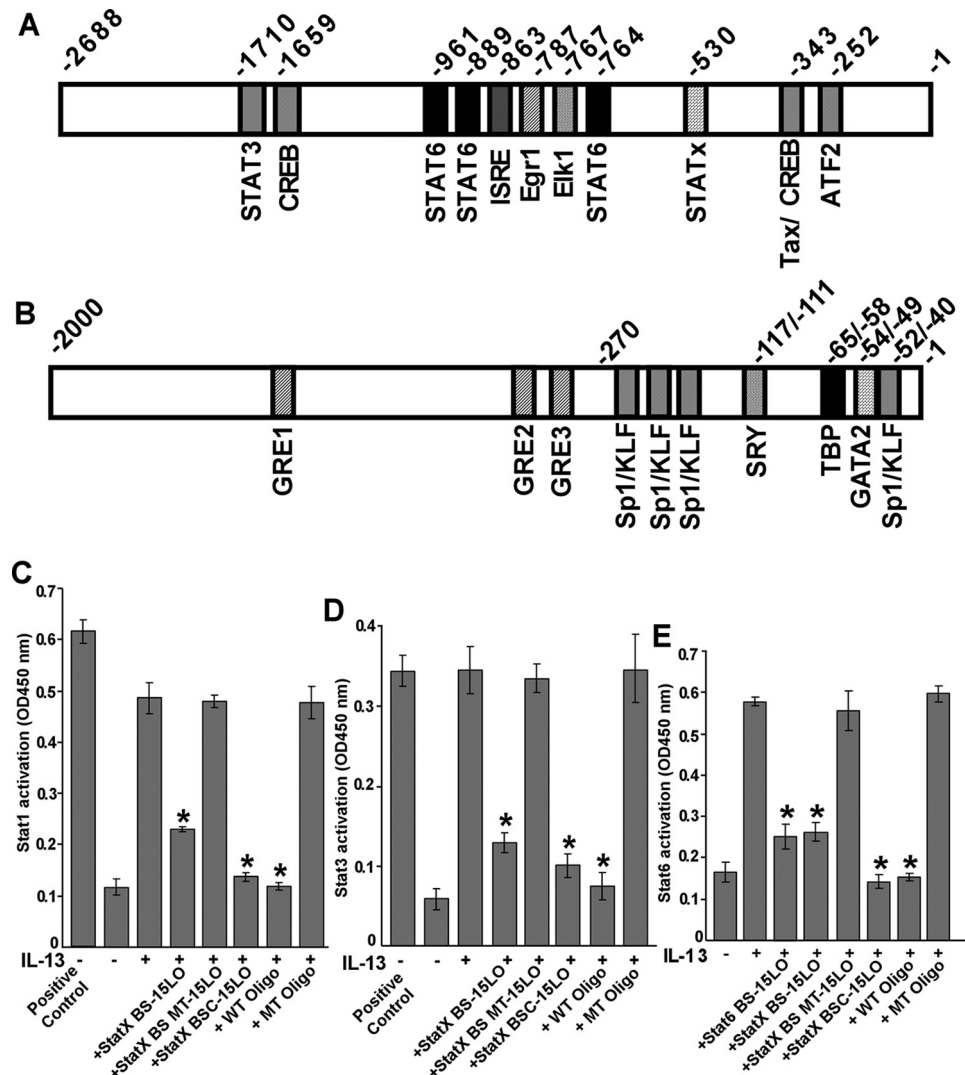 A
-2688 -1710 -1659 -961 -889 -863 -787 -767 -764 -530 -343 -252 -1
STAT3 CREB STAT6 STAT6 ISRE Egr1 Elk1 STAT6 STATx Tax/ CREB ATF2
B
-2000 -270 -117/-111 -65/-58 -54/-49 -52/-40 -1
GRE1 GRE2 GRE3 Sp1/KLF Sp1/KLF Sp1/KLF SRY TBP GATA2 Sp1/KLF
C
Stat1 activation (OD450 nm)
0.7
0.6
0.5
0.4
0.3
0.2
0.1
0
* * *
IL-13 - - + + + + + +
Positive Control
+StatX BS-15LO
+StatX BS MT-15LO
+StatX BSC-15LO
+ WT Oligo
+ MT Oligo
D
Stat3 activation (OD450 nm)
0.4
0.3
0.2
0.1
0
* * *
IL-13 - - + + + + + +
Positive Control
+StatX BS-15LO
+StatX BS MT-15LO
+StatX BSC-15LO
+ WT Oligo
+ MT Oligo
E
Stat6 activation (OD450 nm)
0.7
0.6
0.5
0.4
0.3
0.2
0.1
0
* * * *
IL-13 - + + + + + + +
+Stat6 BS-15LO
+StatX BS-15LO
+StatX BS MT-15LO
+StatX BSC-15LO
+ WT Oligo
+ MT Oligo